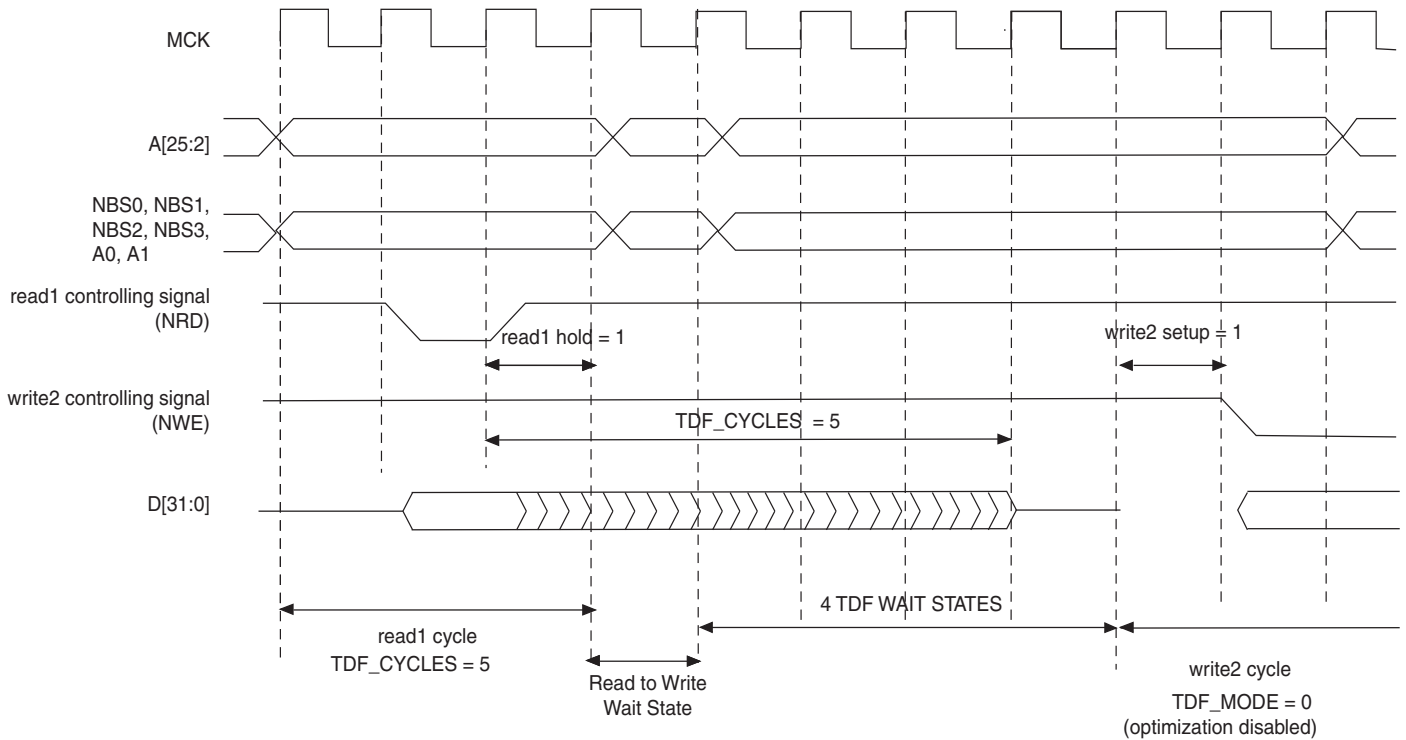 MCK
A[25:2]
NBS0, NBS1,
NBS2, NBS3,
A0, A1
read1 controlling signal
(NRD)
read1 hold = 1
write2 setup = 1
write2 controlling signal
(NWE)
TDF_CYCLES = 5
D[31:0]
4 TDF WAIT STATES
read1 cycle
TDF_CYCLES = 5
Read to Write
Wait State
write2 cycle
TDF_MODE = 0
(optimization disabled)